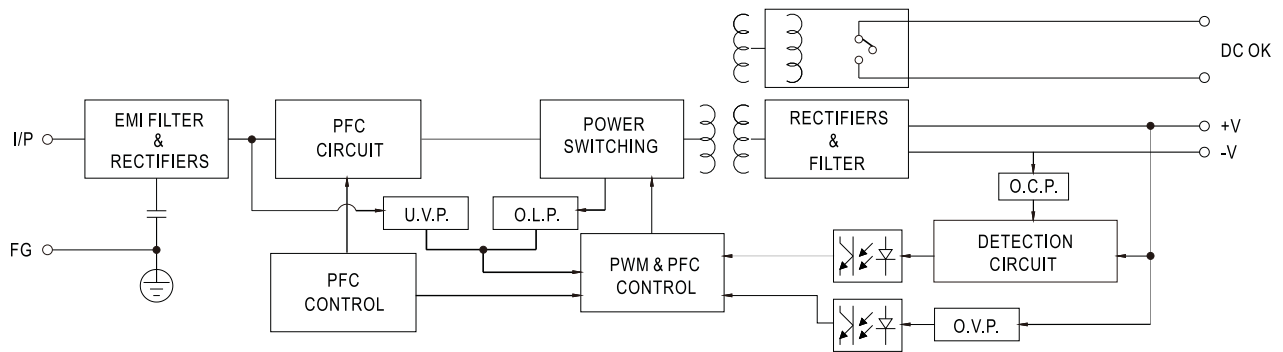 DC OK
I/P
EMI FILTER
&
RECTIFIERS
PFC
CIRCUIT
POWER
SWITCHING
RECTIFIERS
&
FILTER
+V
-V
O.C.P.
U.V.P.
O.L.P.
FG
PFC
CONTROL
PWM & PFC
CONTROL
DETECTION
CIRCUIT
O.V.P.